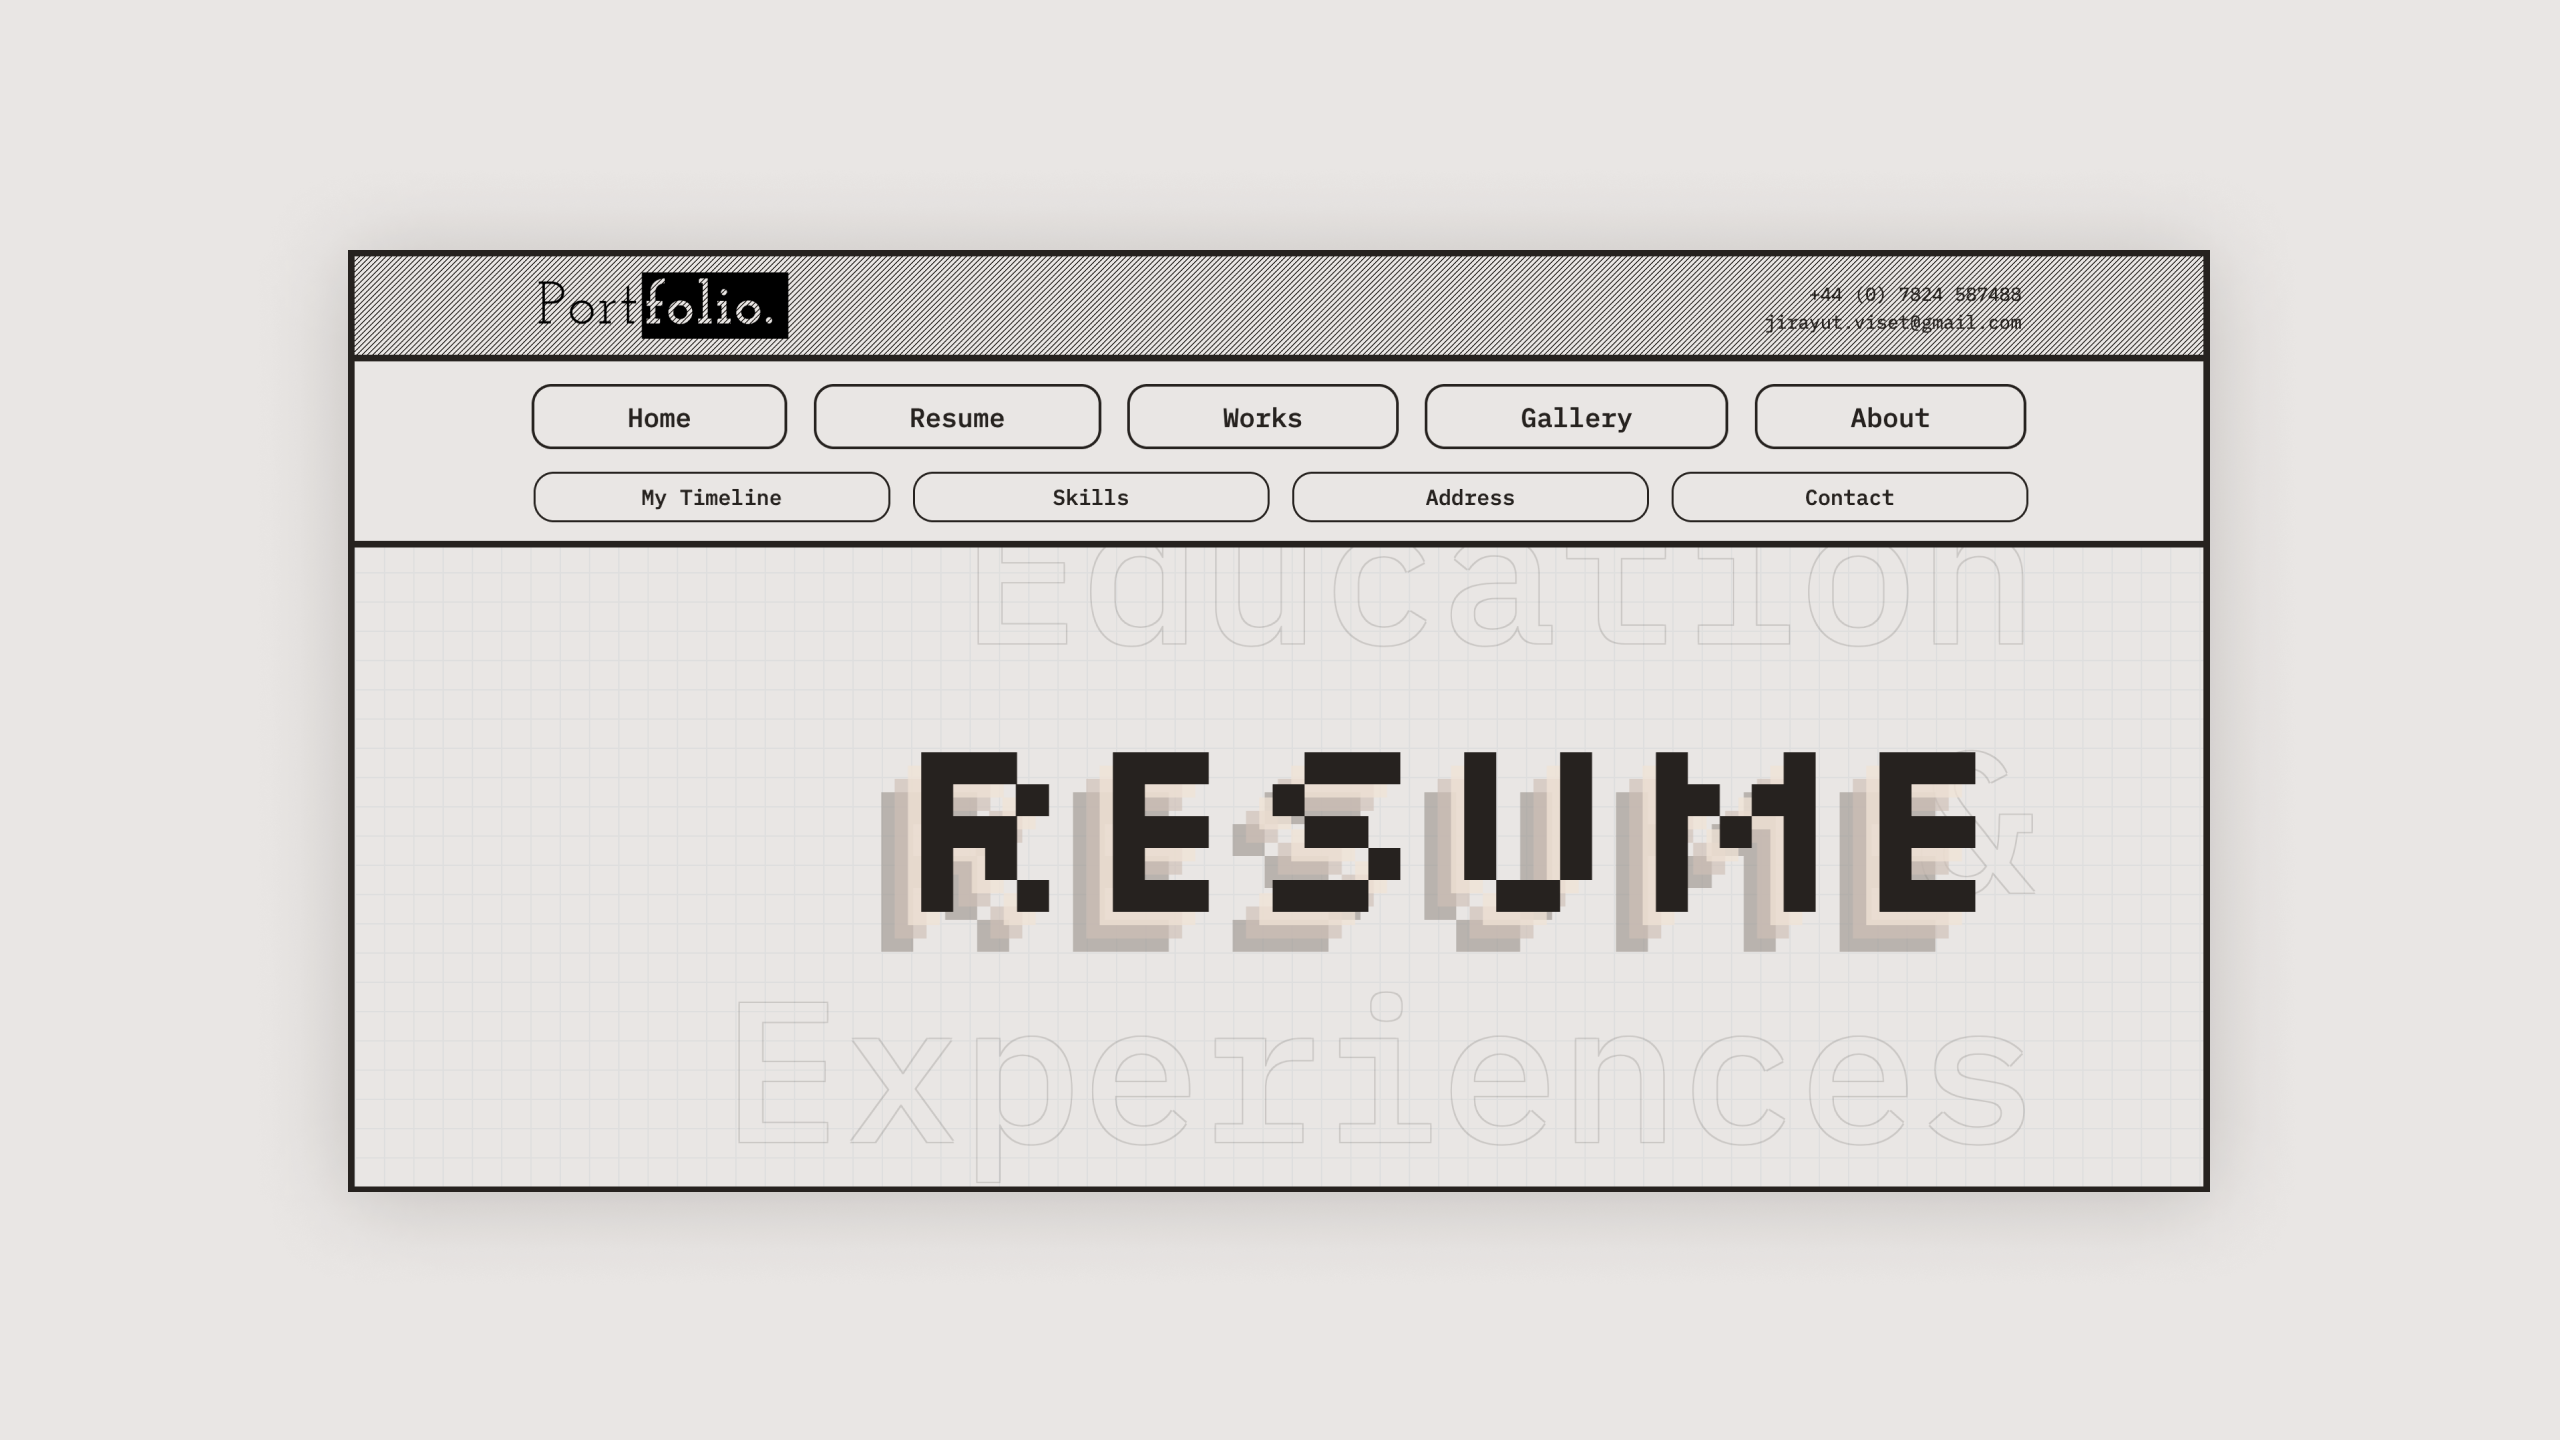 Portfolio.
+44 (0) 7824 587488
jirayut.viset@gmail.com
Home Resume Works Gallery About
My Timeline Skills Address Contact
Education
RESUME
&
Experiences